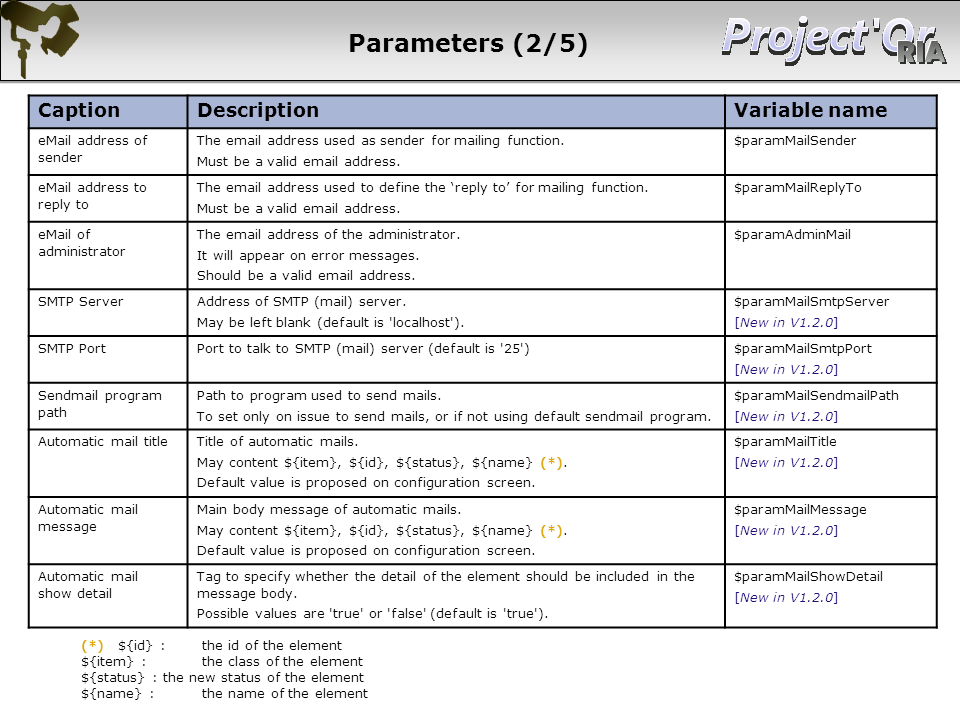 Parameters (2/5)
Project'Or
RIA
Caption Description Variable name
eMail address of
sender
The email address used as sender for mailing function.
Must be a valid email address.
$paramMailSender
eMail address to
reply to
The email address used to define the ‘reply to’ for mailing function.
Must be a valid email address.
$paramMailReplyTo
eMail of
administrator
The email address of the administrator.
It will appear on error messages.
Should be a valid email address.
$paramAdminMail
SMTP Server
Address of SMTP (mail) server.
May be left blank (default is 'localhost').
$paramMailSmtpServer
[New in V1.2.0]
SMTP Port
Port to talk to SMTP (mail) server (default is '25')
$paramMailSmtpPort
[New in V1.2.0]
Sendmail program
path
Path to program used to send mails.
To set only on issue to send mails, or if not using default sendmail program.
$paramMailSendmailPath
[New in V1.2.0]
Automatic mail title
Title of automatic mails.
May content ${item}, ${id}, ${status}, ${name} (*).
Default value is proposed on configuration screen.
$paramMailTitle
[New in V1.2.0]
Automatic mail
message
Main body message of automatic mails.
May content ${item}, ${id}, ${status}, ${name} (*).
Default value is proposed on configuration screen.
$paramMailMessage
[New in V1.2.0]
Automatic mail
show detail
Tag to specify whether the detail of the element should be included in the
message body.
Possible values are 'true' or 'false' (default is 'true').
$paramMailShowDetail
[New in V1.2.0]
(*) ${id} : the id of the element
${item} : the class of the element
${status} : the new status of the element
${name} : the name of the element